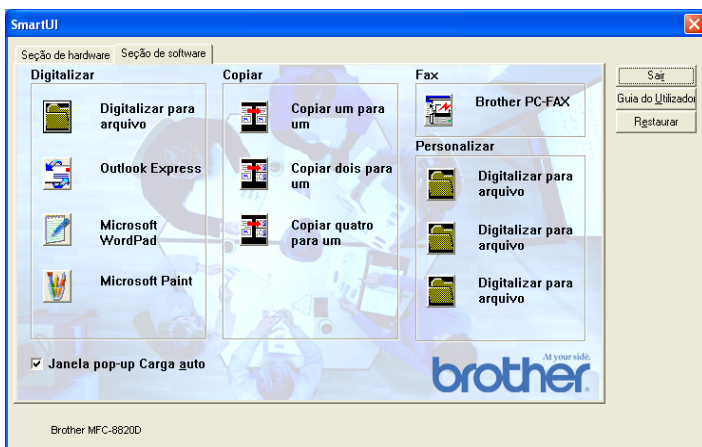 SmartUI
Seção de hardware
Seção de software
Digitalizar
Digitalizar para
arquivo
Outlook Express
Microsoft
WordPad
Microsoft Paint
Copiar
Copiar um para
um
Copiar dois para
um
Copiar quatro
para um
Fax
Brother PC-FAX
Personalizar
Digitalizar para
arquivo
Digitalizar para
arquivo
Digitalizar para
arquivo
Sair
Guia do Utilizador
Restaurar
Janela pop-up Carga auto
At your side.
brother
Brother MFC-8820D